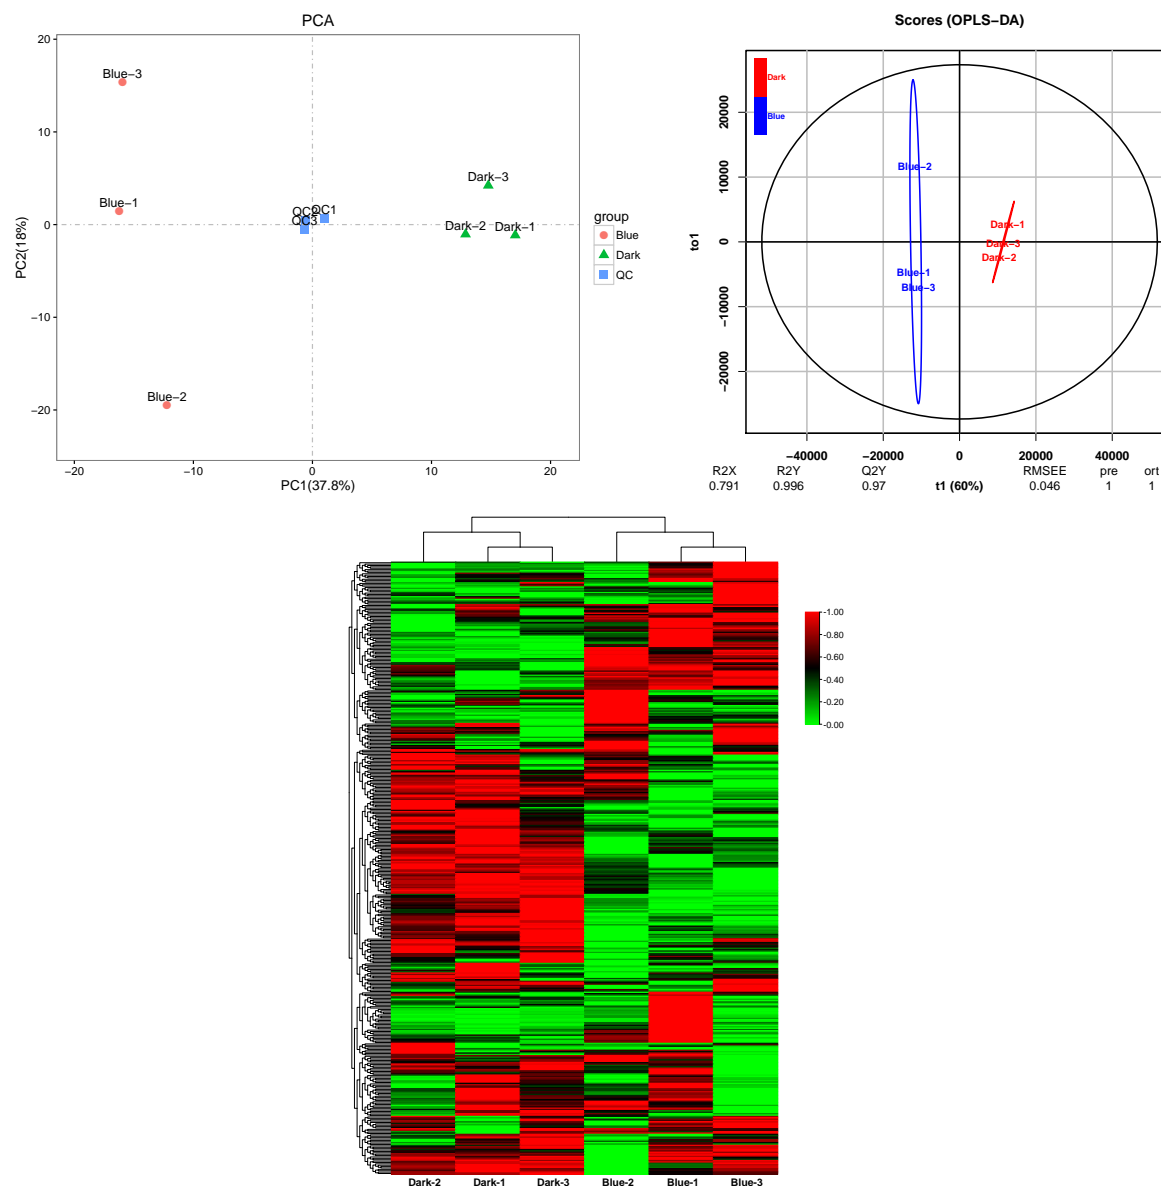 PCA
20
10
0
−10
−20
−20
−10
0
10
20
PC2(18%)
PC1(37.8%)
Blue−3
Blue−1
Blue−2
QC1
QC3
Dark−3
Dark−2
Dark−1
group
Blue
Dark
QC
Scores (OPLS−DA)
Dark
Blue
20000
10000
0
−10000
−20000
to1
Blue−2
Blue−1
Blue−3
Dark−1
Dark−3
Dark−2
−40000
−20000
0
20000
40000
R2X
R2Y
Q2Y
RMSEE
pre
ort
0.791
0.996
0.97
t1 (60%)
0.046
1
1
-1.00
-0.80
-0.60
-0.40
-0.20
-0.00
Dark-2
Dark-1
Dark-3
Blue-2
Blue-1
Blue-3